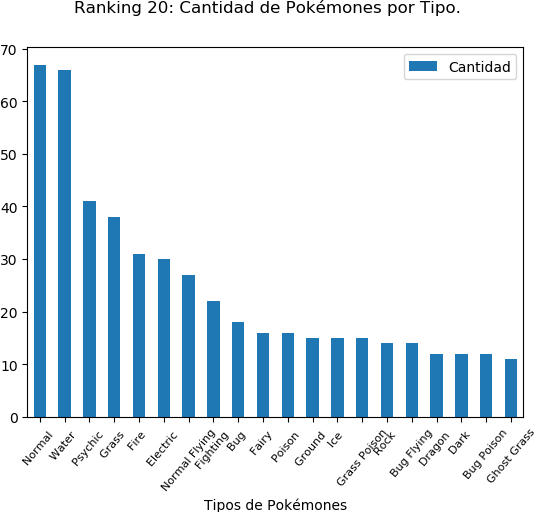 Ranking 20: Cantidad de Pokémones por Tipo.
Cantidad
70
60
50
40
30
20
10
0
Normal
Water
Psychic
Grass
Fire
Electric
Normal Flying
Fighting
Bug
Fairy
Poison
Ground
Ice
Grass Poison
Rock
Bug Flying
Dragon
Dark
Bug Poison
Ghost Grass
Tipos de Pokémones